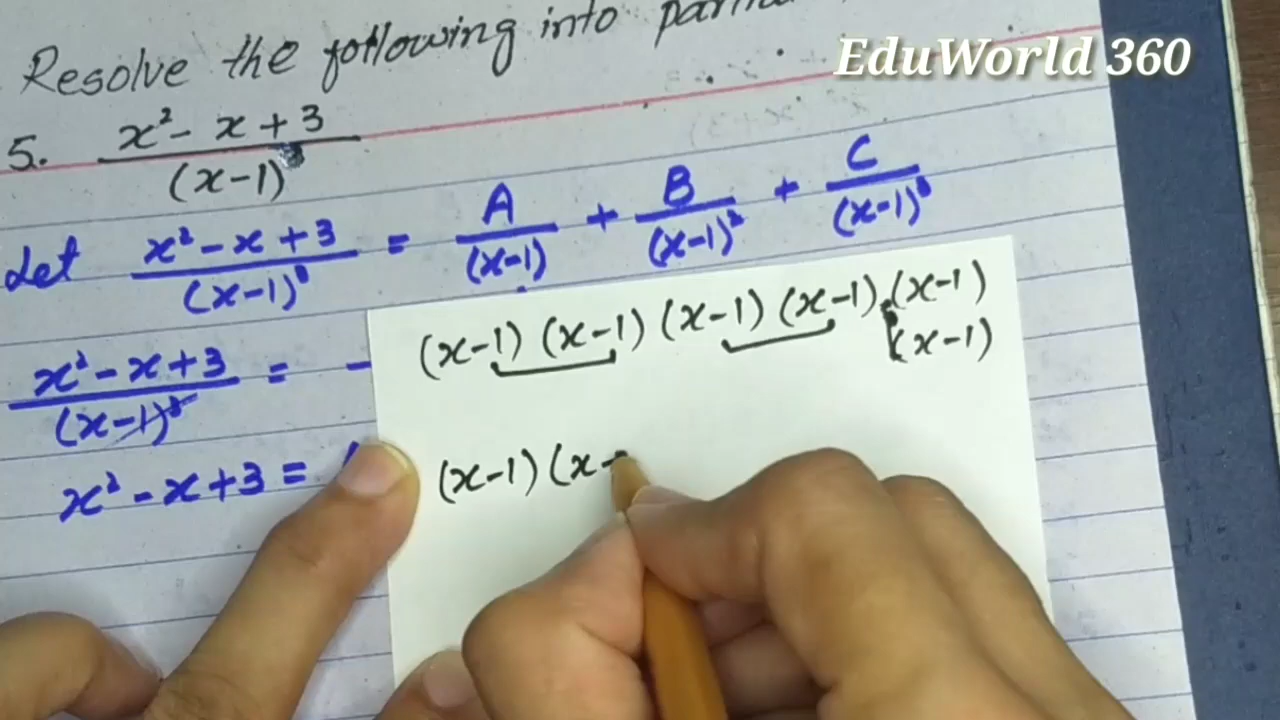 Resolve the following into
EduWorld 360
5. x² - x + 3 / (x-1)³
Let x² - x + 3 / (x-1)³ = A / (x-1) + B / (x-1)² + C / (x-1)³
(x-1) (x-1) (x-1) (x-1) . (x-1)
(x-1)
x² - x + 3 / (x-1)³ = -
x² - x + 3 = (
(x-1) (x-